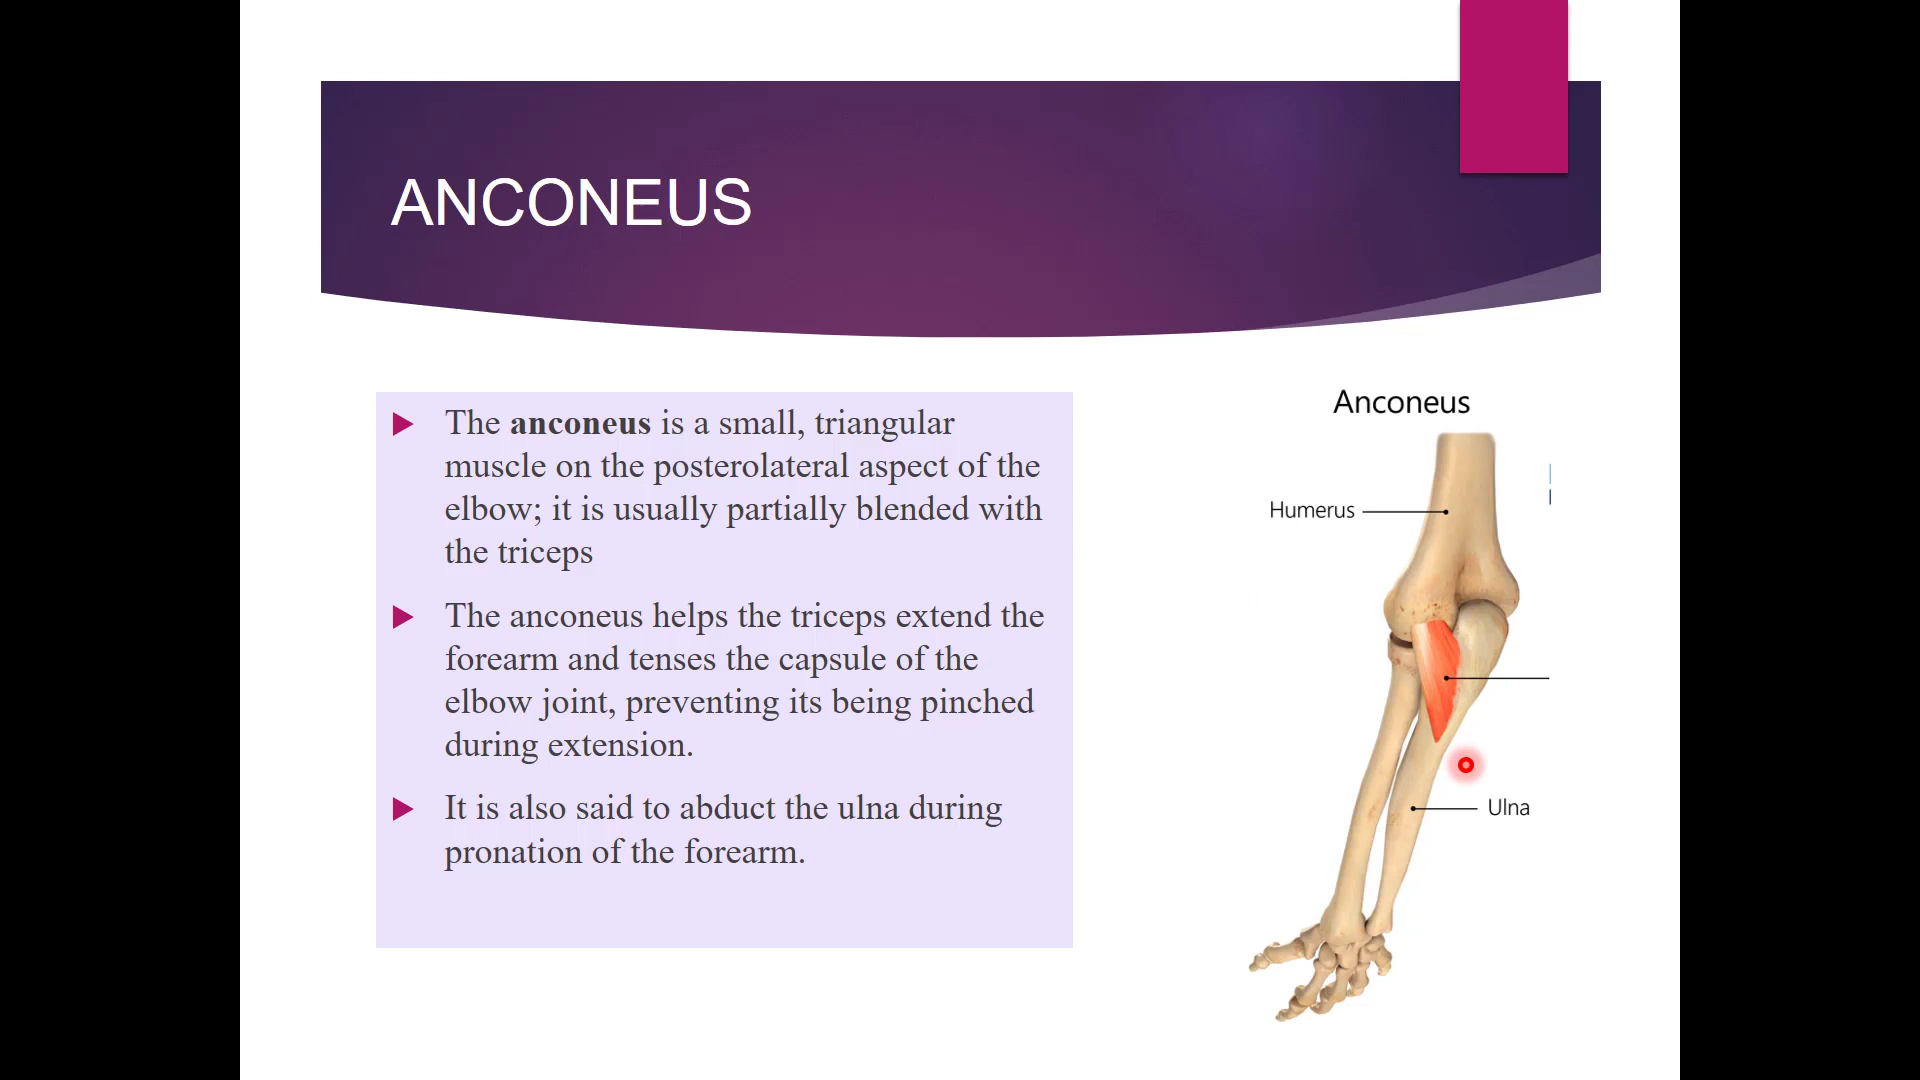 ANCONEUS
The anconeus is a small, triangular
muscle on the posterolateral aspect of the
elbow; it is usually partially blended with
the triceps
The anconeus helps the triceps extend the
forearm and tenses the capsule of the
elbow joint, preventing its being pinched
during extension.
It is also said to abduct the ulna during
pronation of the forearm.
Anconeus
Humerus
Ulna